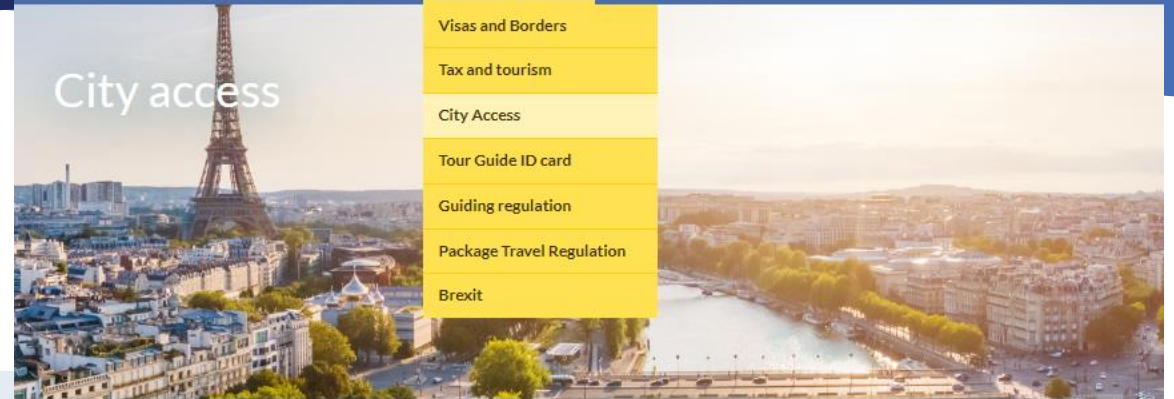 City access
Visas and Borders
Tax and tourism
City Access
Tour Guide ID card
Guiding regulation
Package Travel Regulation
Brexit